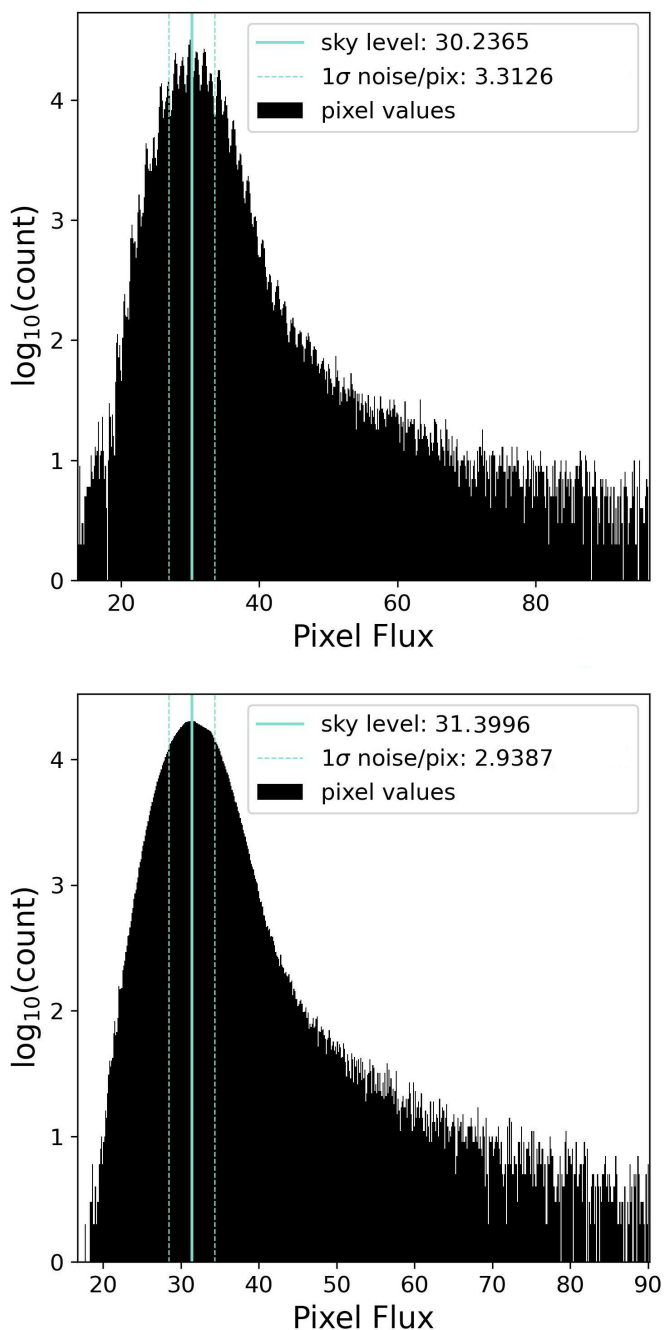 sky level: 30.2365
1σ noise/pix: 3.3126
pixel values
log₁₀(count)
4
3
2
1
0
20 40 60 80
Pixel Flux
sky level: 31.3996
1σ noise/pix: 2.9387
pixel values
log₁₀(count)
4
3
2
1
0
20 30 40 50 60 70 80 90
Pixel Flux